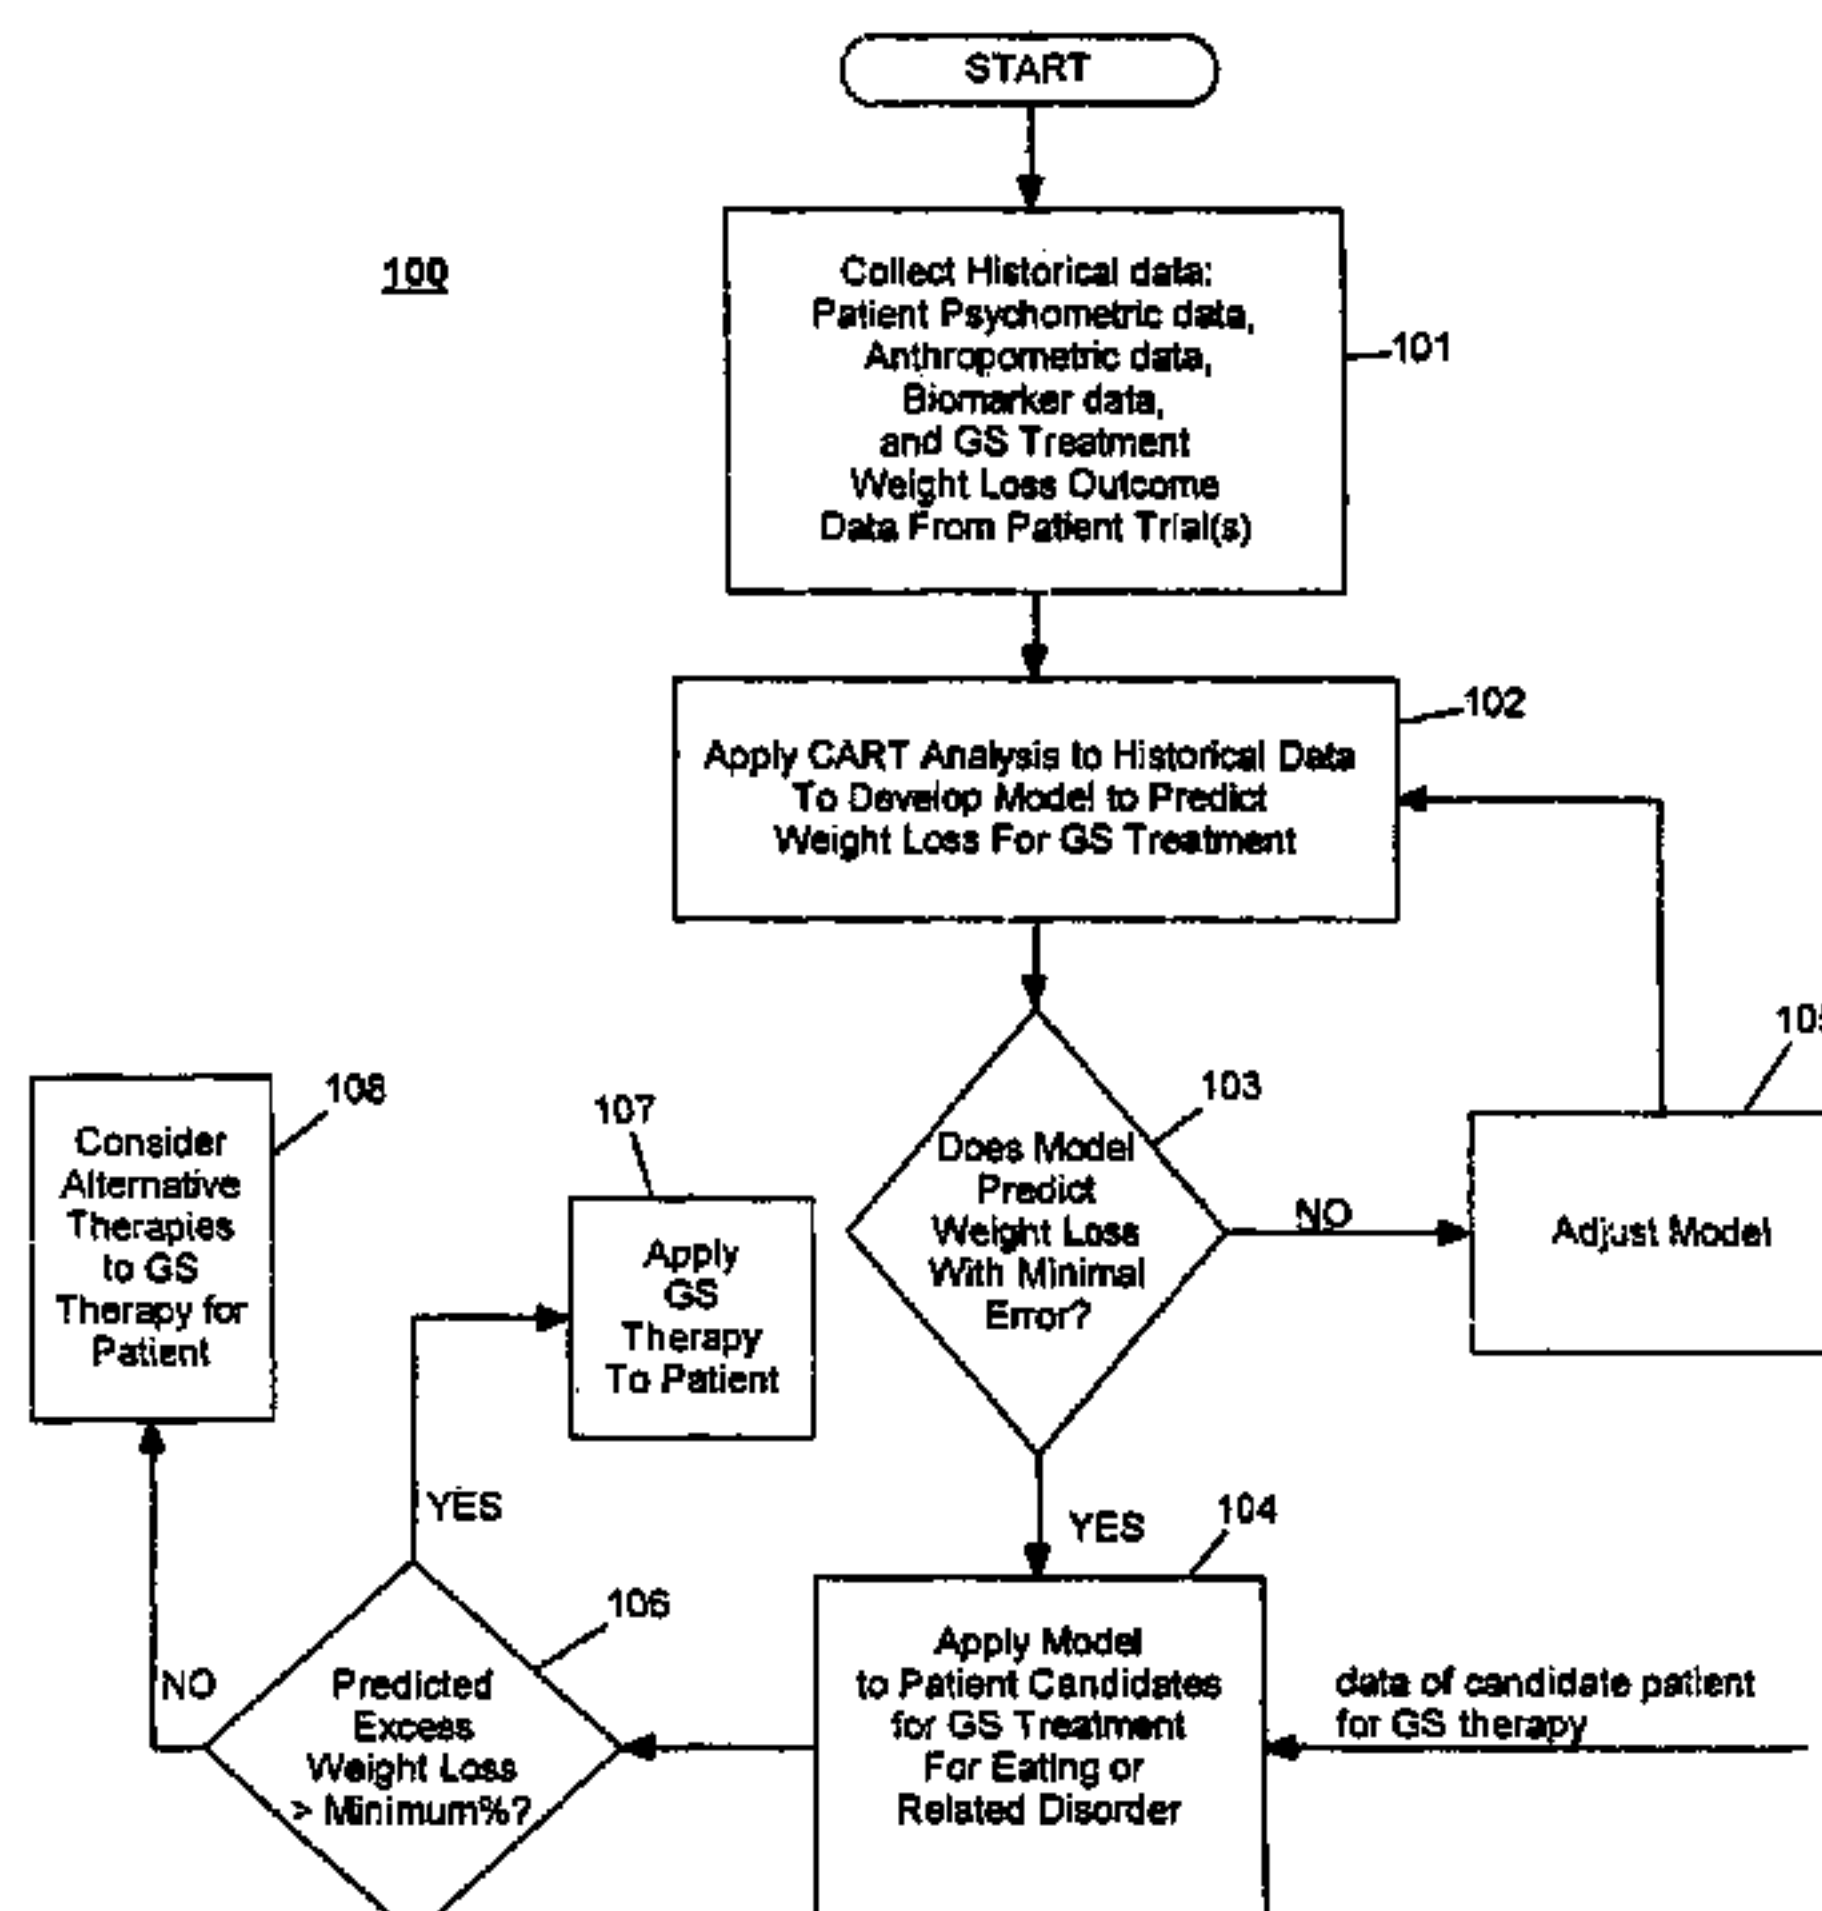 START
100
Collect Historical data:
Patient Psychometric data,
Anthropometric data,
Biomarker data,
and GS Treatment
Weight Loss Outcome
Data From Patient Trial(s)
101
102
Apply CART Analysis to Historical Data
To Develop Model to Predict
Weight Loss For GS Treatment
103
Does Model
Predict
Weight Loss
With Minimal
Error?
NO
105
Adjust Model
108
Consider
Alternative
Therapies
to GS
Therapy for
Patient
107
Apply
GS
Therapy
To Patient
YES
YES
104
106
NO
Predicted
Excess
Weight Loss
> Minimum%?
Apply Model
to Patient Candidates
for GS Treatment
For Eating or
Related Disorder
data of candidate patient
for GS therapy